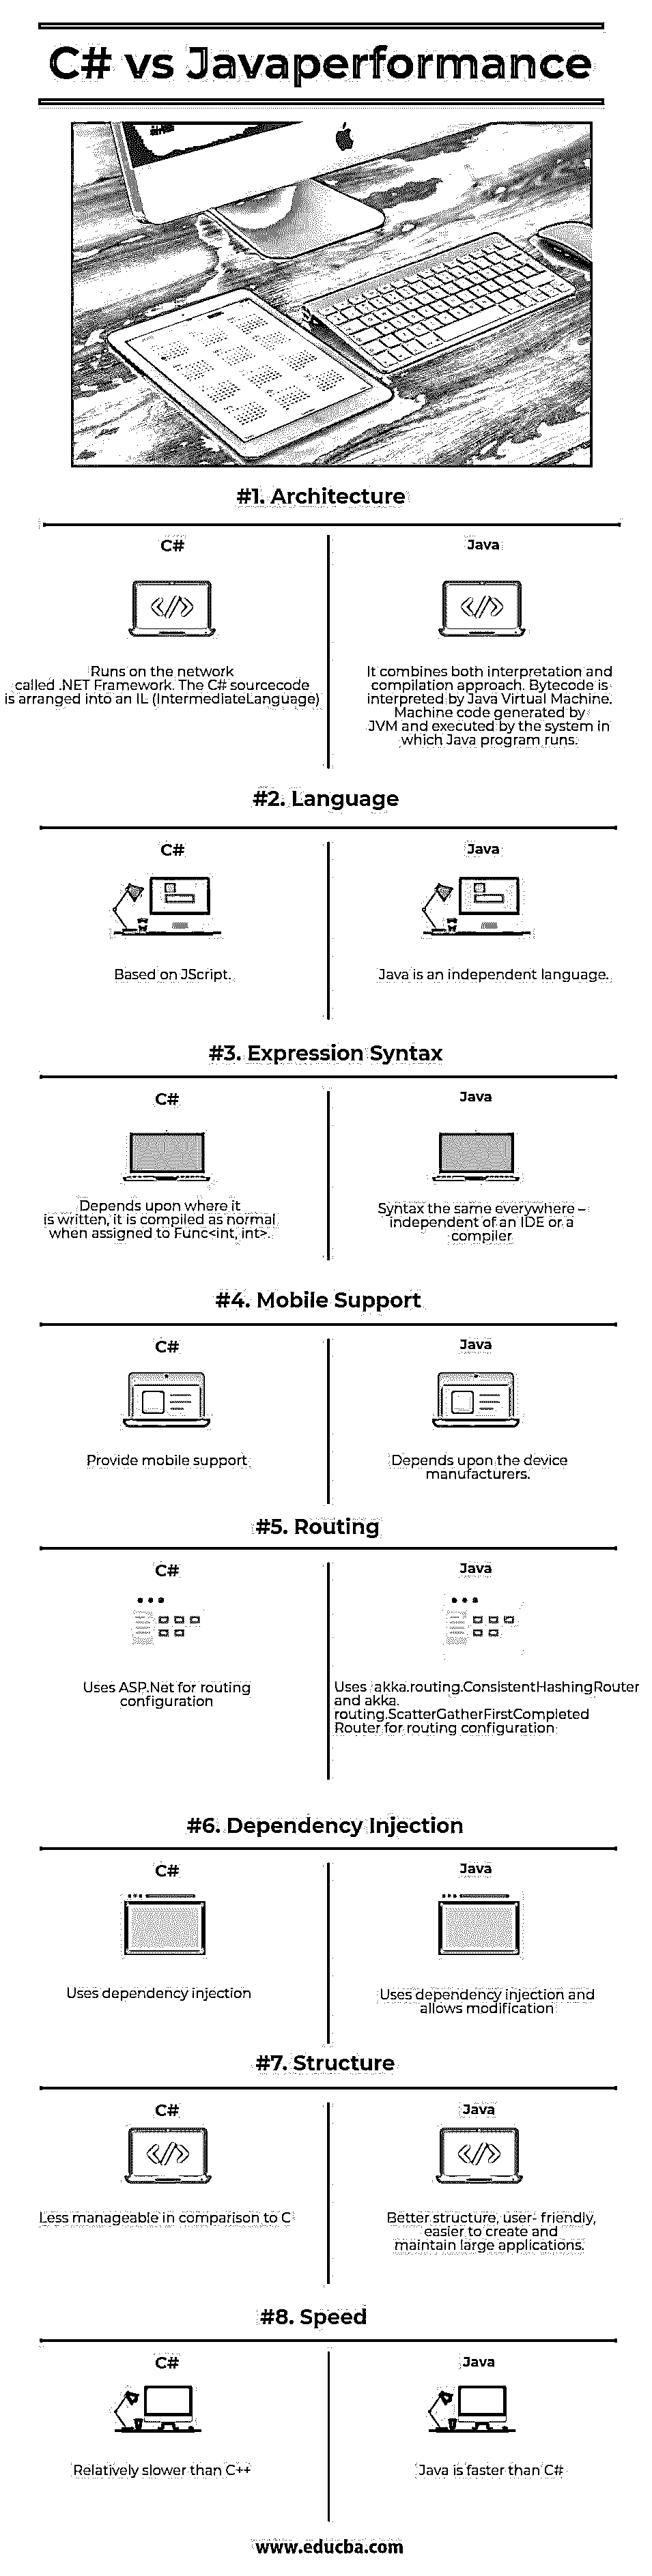 C# vs Javaperformance
#1. Architecture
C#
Java
Runs on the network
called .NET Framework. The C# sourcecode
is arranged into an IL (IntermediateLanguage)
It combines both interpretation and
compilation approach. Bytecode is
interpreted by Java Virtual Machine.
Machine code generated by
JVM and executed by the system in
which Java program runs.
#2. Language
C#
Java
Based on JScript.
Java is an independent language.
#3. Expression Syntax
C#
Java
Depends upon where it
is written, it is compiled as normal
when assigned to Func<int, int>.
Syntax the same everywhere –
independent of an IDE or a
compiler
#4. Mobile Support
C#
Java
Provide mobile support
Depends upon the device
manufacturers.
#5. Routing
C#
Java
Uses ASP.Net for routing
configuration
Uses akka.routing.ConsistentHashingRouter
and akka.
routing.ScatterGatherFirstCompleted
Router for routing configuration
#6. Dependency Injection
C#
Java
Uses dependency injection
Uses dependency injection and
allows modification
#7. Structure
C#
Java
Less manageable in comparison to C
Better structure, user- friendly,
easier to create and
maintain large applications.
#8. Speed
C#
Java
Relatively slower than C++
Java is faster than C#
www.educba.com